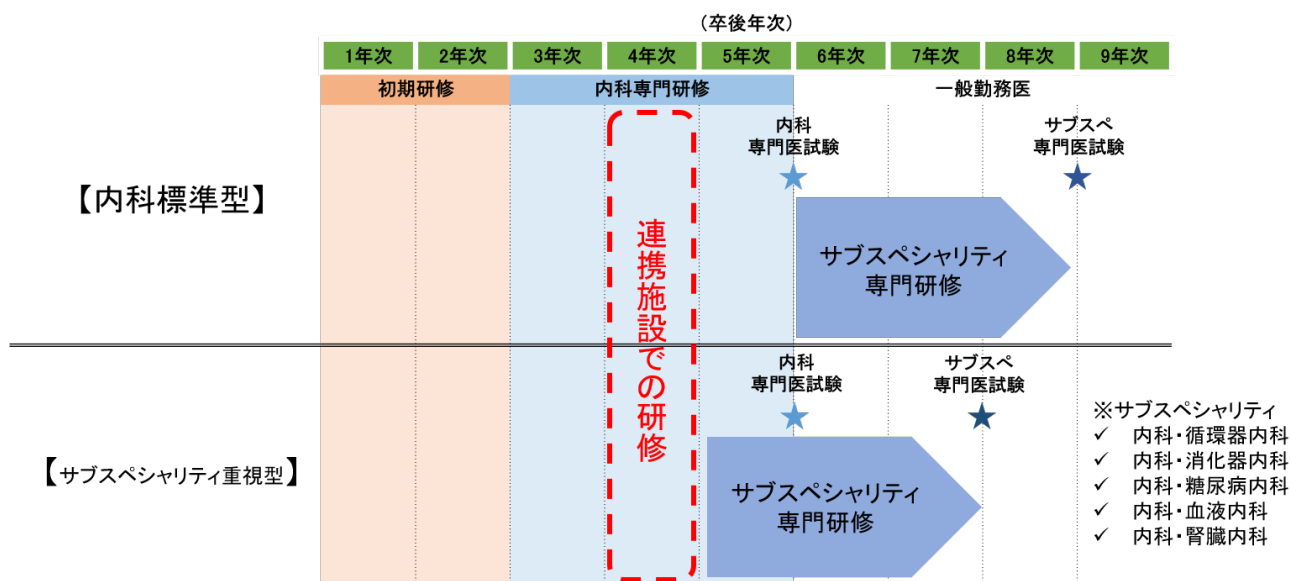 (卒後年次)
1年次 2年次 3年次 4年次 5年次 6年次 7年次 8年次 9年次
初期研修 内科専門研修 一般勤務医
【内科標準型】
内科
専門医試験
サブスペ
専門医試験
サブスペシャリティ
専門研修
連携施設での研修
【サブスペシャリティ重視型】
内科
専門医試験
サブスペ
専門医試験
サブスペシャリティ
専門研修
※サブスペシャリティ
✓ 内科・循環器内科
✓ 内科・消化器内科
✓ 内科・糖尿病内科
✓ 内科・血液内科
✓ 内科・腎臓内科